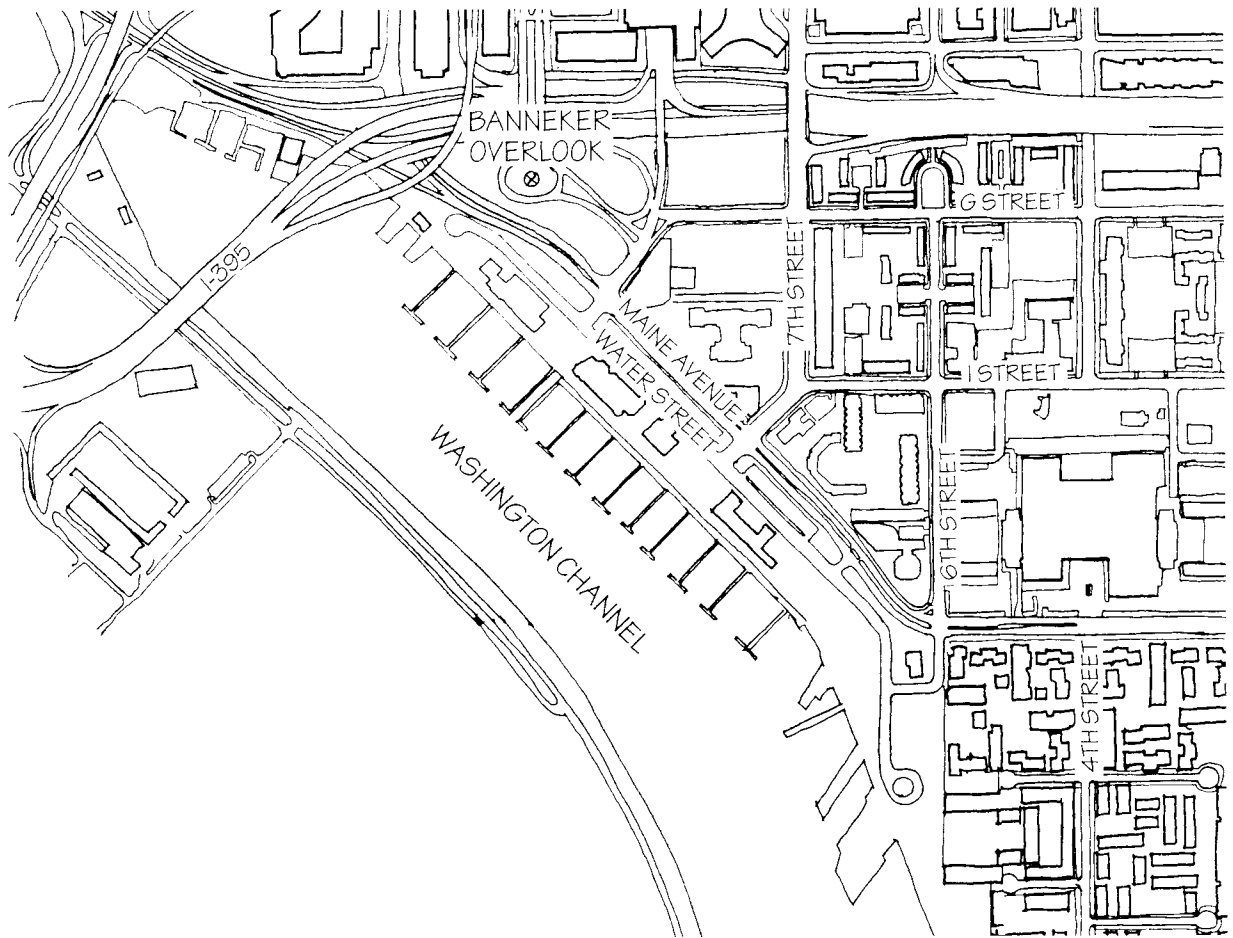 BANNEKER
OVERLOOK
G STREET
7TH STREET
I-395
MAINE AVENUE
WATER STREET
I STREET
WASHINGTON CHANNEL
6TH STREET
4TH STREET